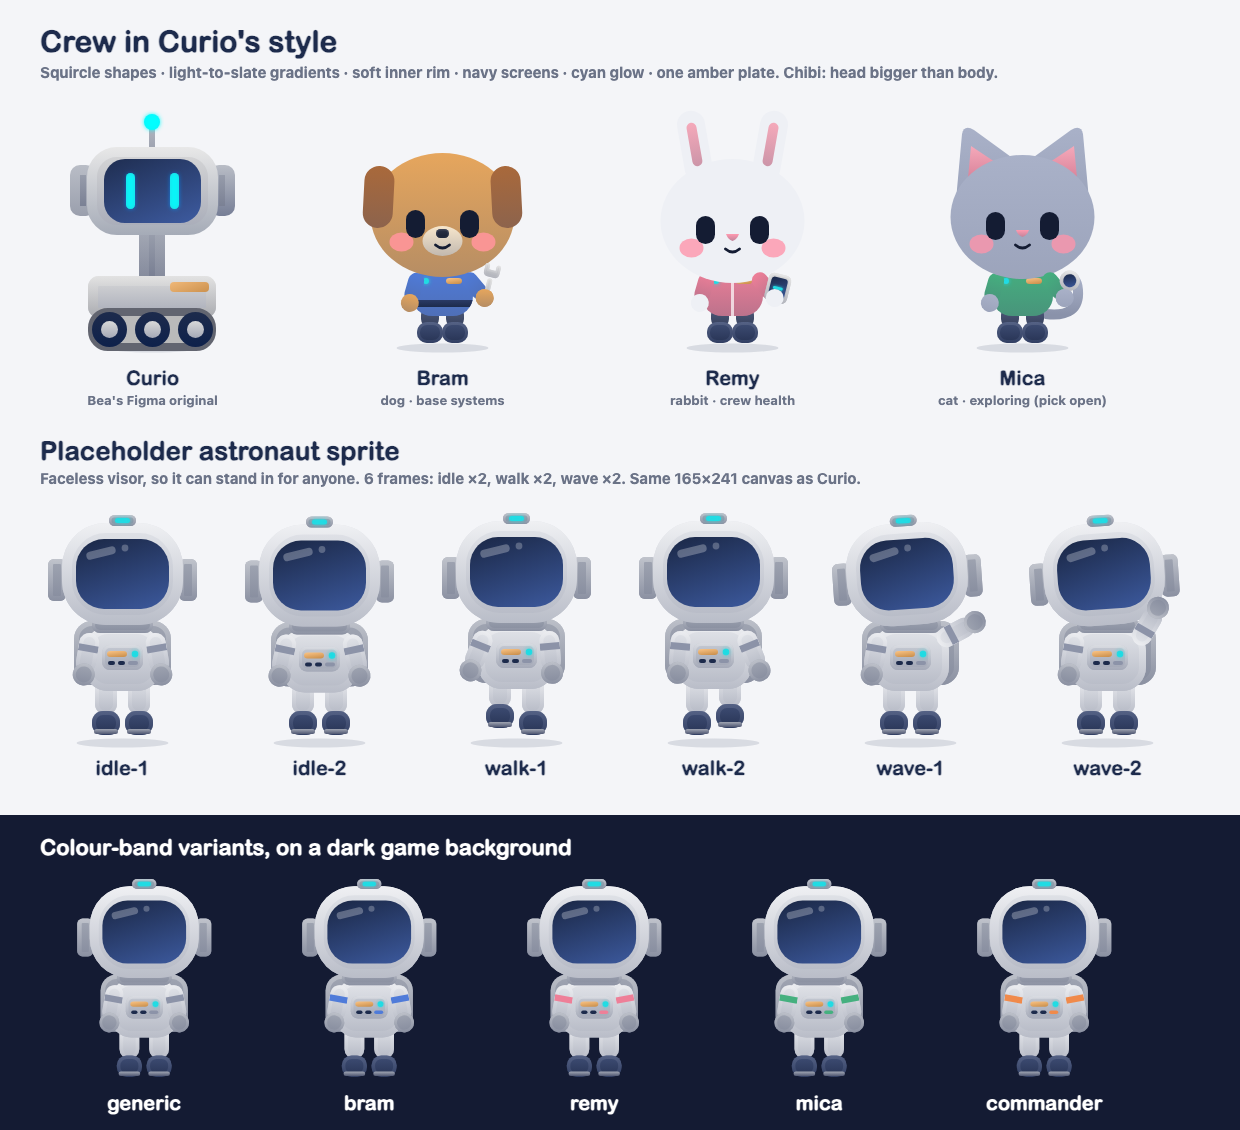 Crew in Curio's style
Squircle shapes · light-to-slate gradients · soft inner rim · navy screens · cyan glow · one amber plate. Chibi: head bigger than body.
Curio
Bea's Figma original
Bram
dog · base systems
Remy
rabbit · crew health
Mica
cat · exploring (pick open)
Placeholder astronaut sprite
Faceless visor, so it can stand in for anyone. 6 frames: idle ×2, walk ×2, wave ×2. Same 165×241 canvas as Curio.
idle-1
idle-2
walk-1
walk-2
wave-1
wave-2
Colour-band variants, on a dark game background
generic
bram
remy
mica
commander